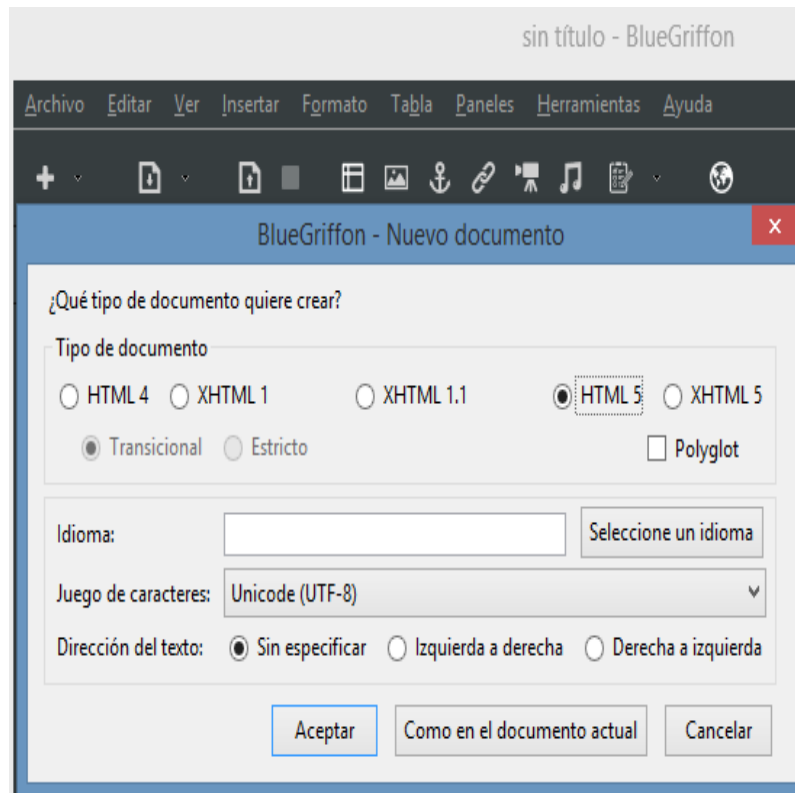 sin título - BlueGriffon
Archivo Editar Ver Insertar Formato Tabla Paneles Herramientas Ayuda
BlueGriffon - Nuevo documento
x
¿Qué tipo de documento quiere crear?
Tipo de documento
HTML 4 XHTML 1 XHTML 1.1 HTML 5 XHTML 5
Transicional Estricto Polyglot
Idioma: Seleccione un idioma
Juego de caracteres: Unicode (UTF-8)
Dirección del texto: Sin especificar Izquierda a derecha Derecha a izquierda
Aceptar Como en el documento actual Cancelar